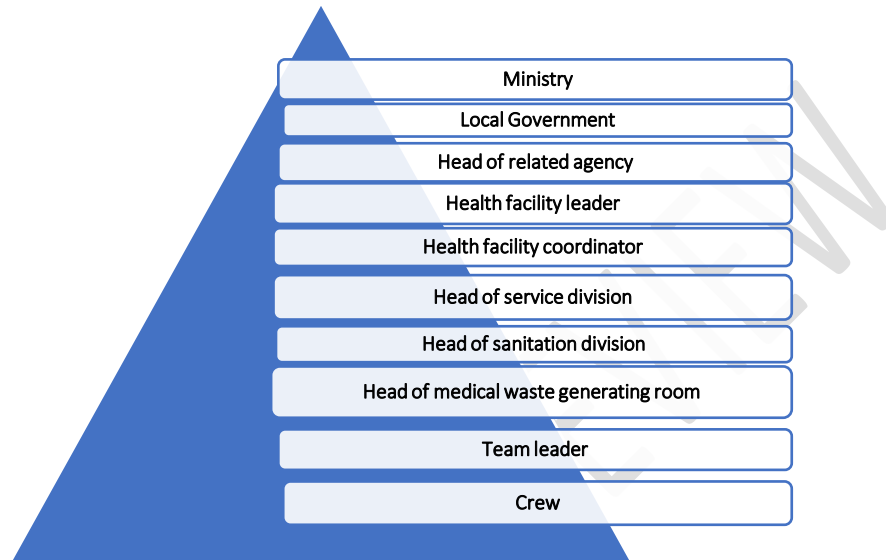 Ministry
Local Government
Head of related agency
Health facility leader
Health facility coordinator
Head of service division
Head of sanitation division
Head of medical waste generating room
Team leader
Crew